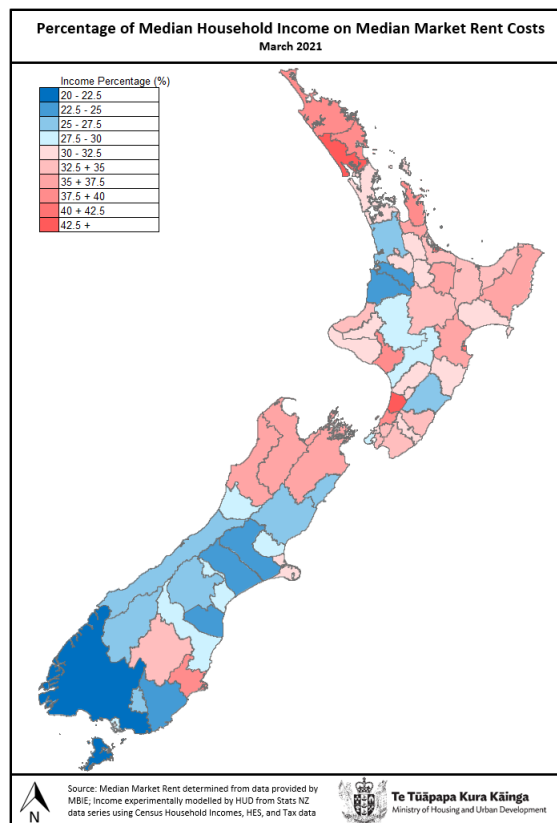 Percentage of Median Household Income on Median Market Rent Costs
March 2021
Income Percentage (%)
20 - 22.5
22.5 - 25
25 - 27.5
27.5 - 30
30 - 32.5
32.5 + 35
35 + 37.5
37.5 + 40
40 + 42.5
42.5 +
N
Source: Median Market Rent determined from data provided by
MBIE; Income experimentally modelled by HUD from Stats NZ
data series using Census Household Incomes, HES, and Tax data
Te Tūāpapa Kura Kāinga
Ministry of Housing and Urban Development